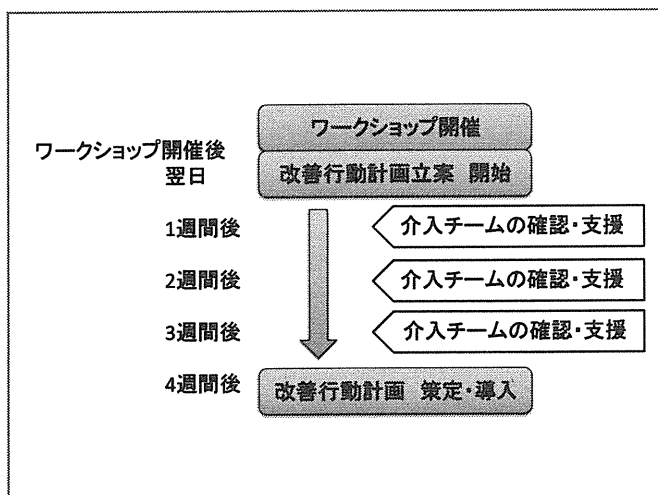 ワークショップ開催
ワークショップ開催後
翌日
改善行動計画立案 開始
1週間後
介入チームの確認・支援
2週間後
介入チームの確認・支援
3週間後
介入チームの確認・支援
4週間後
改善行動計画 策定・導入